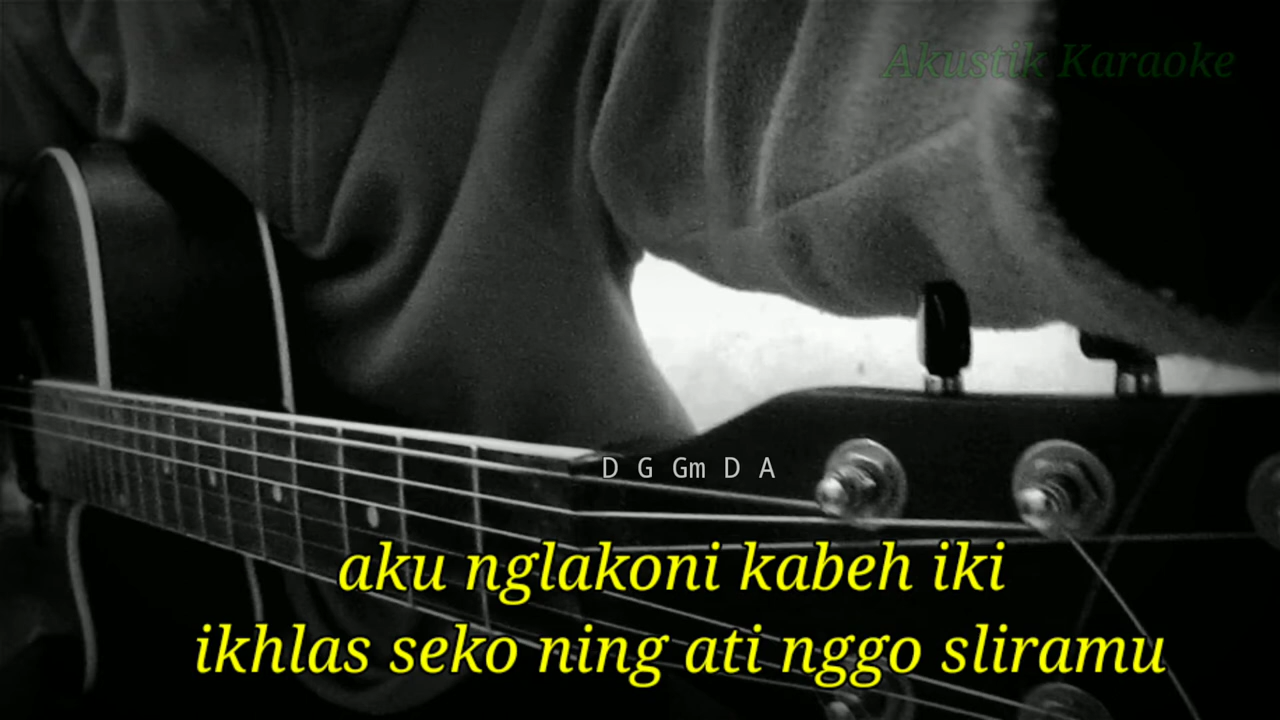 Akustik Karaoke
D G Gm D A
aku nglakoni kabeh iki
ikhlas seko ning ati nggo sliramu